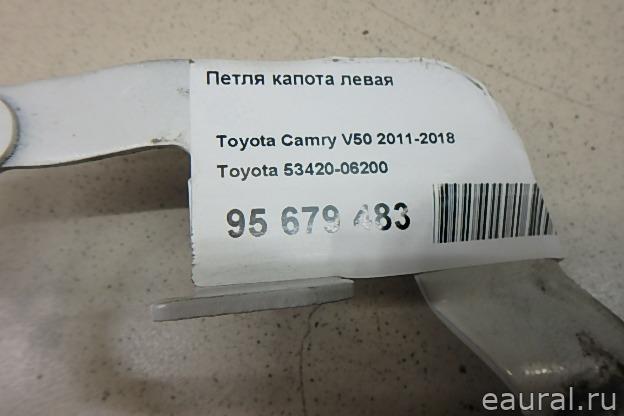 Петля капота левая
Toyota Camry V50 2011-2018
Toyota 53420-06200
95 679 483
eaural.ru